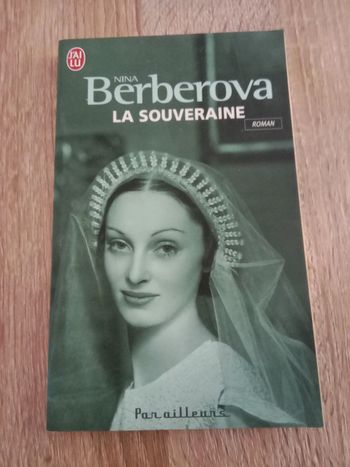 J'AI
LU
NINA
Berberova
LA SOUVERAINE
ROMAN
Par ailleurs